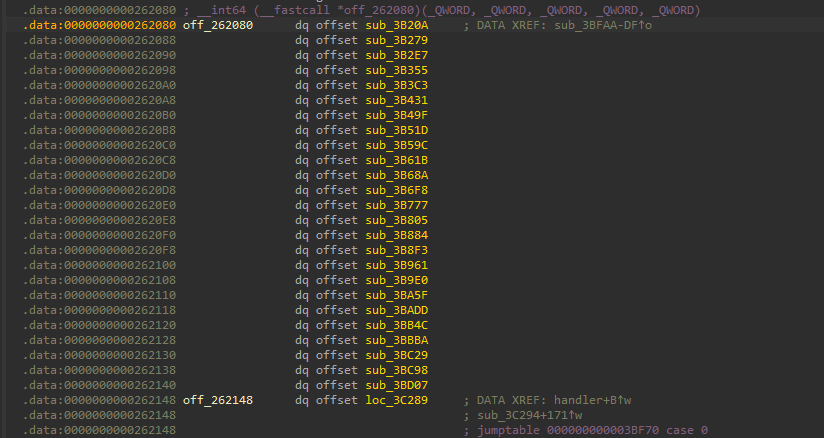 .data:0000000000262080 ; __int64 (__fastcall *off_262080)(_QWORD, _QWORD, _QWORD, _QWORD, _QWORD)
.data:0000000000262080 off_262080 dq offset sub_3B20A ; DATA XREF: sub_3BFAA-DF↑o
.data:0000000000262088 dq offset sub_3B279
.data:0000000000262090 dq offset sub_3B2E7
.data:0000000000262098 dq offset sub_3B355
.data:00000000002620A0 dq offset sub_3B3C3
.data:00000000002620A8 dq offset sub_3B431
.data:00000000002620B0 dq offset sub_3B49F
.data:00000000002620B8 dq offset sub_3B51D
.data:00000000002620C0 dq offset sub_3B59C
.data:00000000002620C8 dq offset sub_3B61B
.data:00000000002620D0 dq offset sub_3B68A
.data:00000000002620D8 dq offset sub_3B6F8
.data:00000000002620E0 dq offset sub_3B777
.data:00000000002620E8 dq offset sub_3B805
.data:00000000002620F0 dq offset sub_3B884
.data:00000000002620F8 dq offset sub_3B8F3
.data:0000000000262100 dq offset sub_3B961
.data:0000000000262108 dq offset sub_3B9E0
.data:0000000000262110 dq offset sub_3BA5F
.data:0000000000262118 dq offset sub_3BADD
.data:0000000000262120 dq offset sub_3BB4C
.data:0000000000262128 dq offset sub_3BBBA
.data:0000000000262130 dq offset sub_3BC29
.data:0000000000262138 dq offset sub_3BC98
.data:0000000000262140 dq offset sub_3BD07
.data:0000000000262148 off_262148 dq offset loc_3C289 ; DATA XREF: handler+B↑w
.data:0000000000262148 ; sub_3C294+171↑w
.data:0000000000262148 ; jumptable 000000000003BF70 case 0